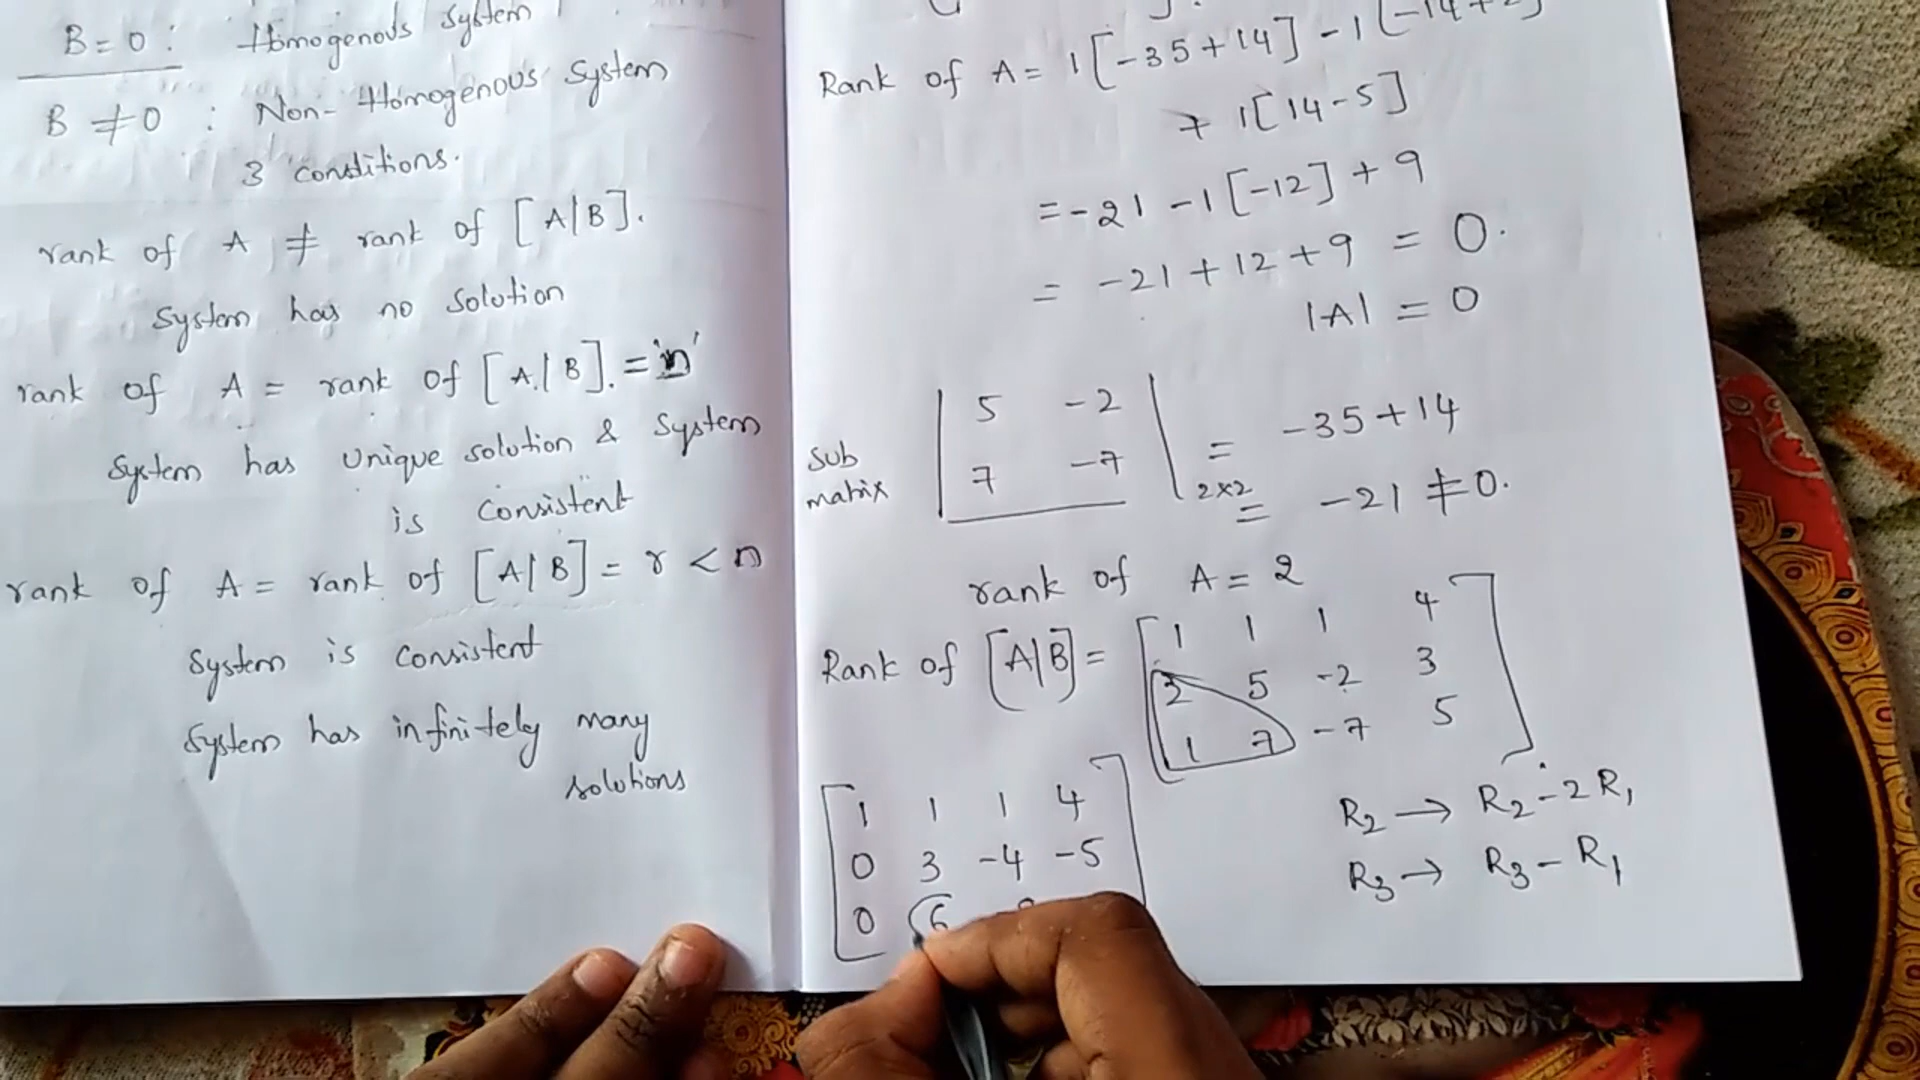 B = 0 : Homogenous System
B ≠ 0 : Non-Homogenous System
3 conditions.
rank of A ≠ rank of [A|B].
System has no solution
rank of A = rank of [A|B]. = 'n'
System has Unique solution & System
is Consistent
rank of A = rank of [A|B] = r < n
System is Consistent
System has infinitely many
solutions
Rank of A = 1[-35+14] - 1[-14+2]
+ 1[14-5]
= -21 -1[-12] + 9
= -21 + 12 + 9 = 0.
|A| = 0
5 -2
7 -7
Sub
matrix
2x2
= -35+14
= -21 ≠ 0.
rank of A = 2
Rank of [A|B] =
1 1 1 4
2 5 -2 3
1 7 -7 5
R2 → R2 - 2R1
R3 → R3 - R1
1 1 1 4
0 3 -4 -5
0 6